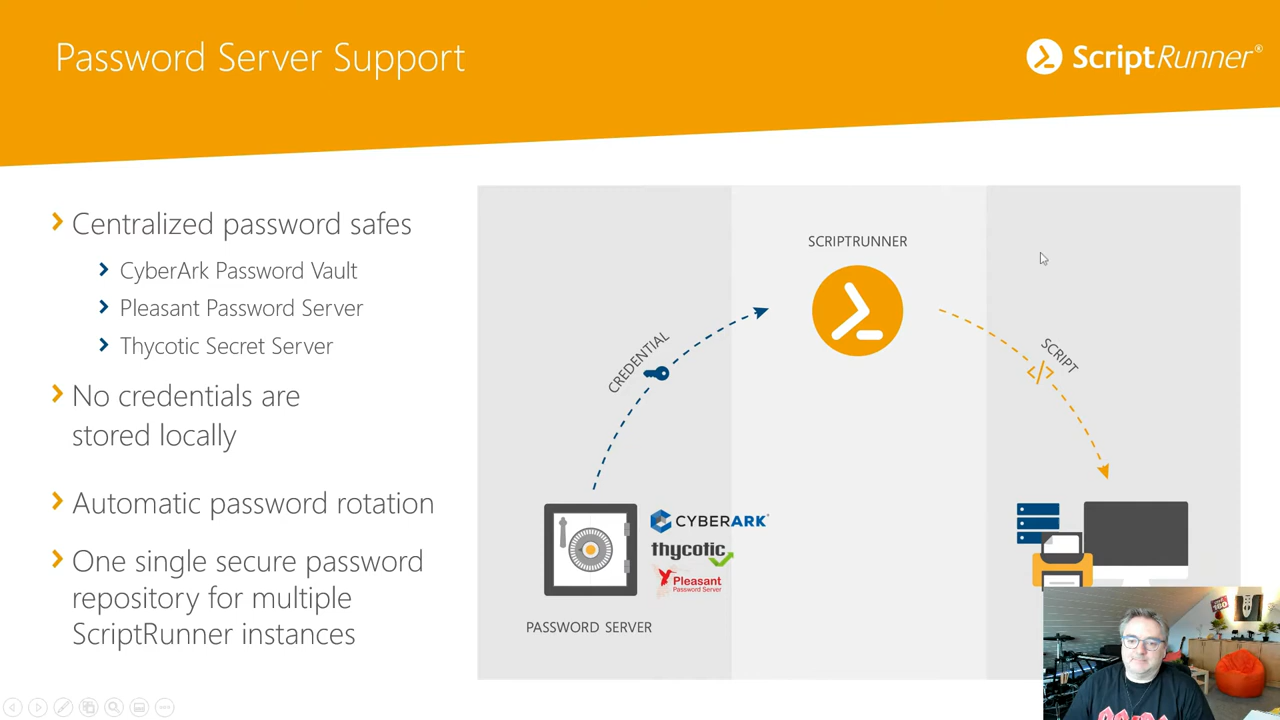 Password Server Support
ScriptRunner®
Centralized password safes
CyberArk Password Vault
Pleasant Password Server
Thycotic Secret Server
No credentials are
stored locally
Automatic password rotation
One single secure password
repository for multiple
ScriptRunner instances
SCRIPTRUNNER
CREDENTIAL
SCRIPT
CYBERARK®
thycotic
Pleasant
Password Server
PASSWORD SERVER